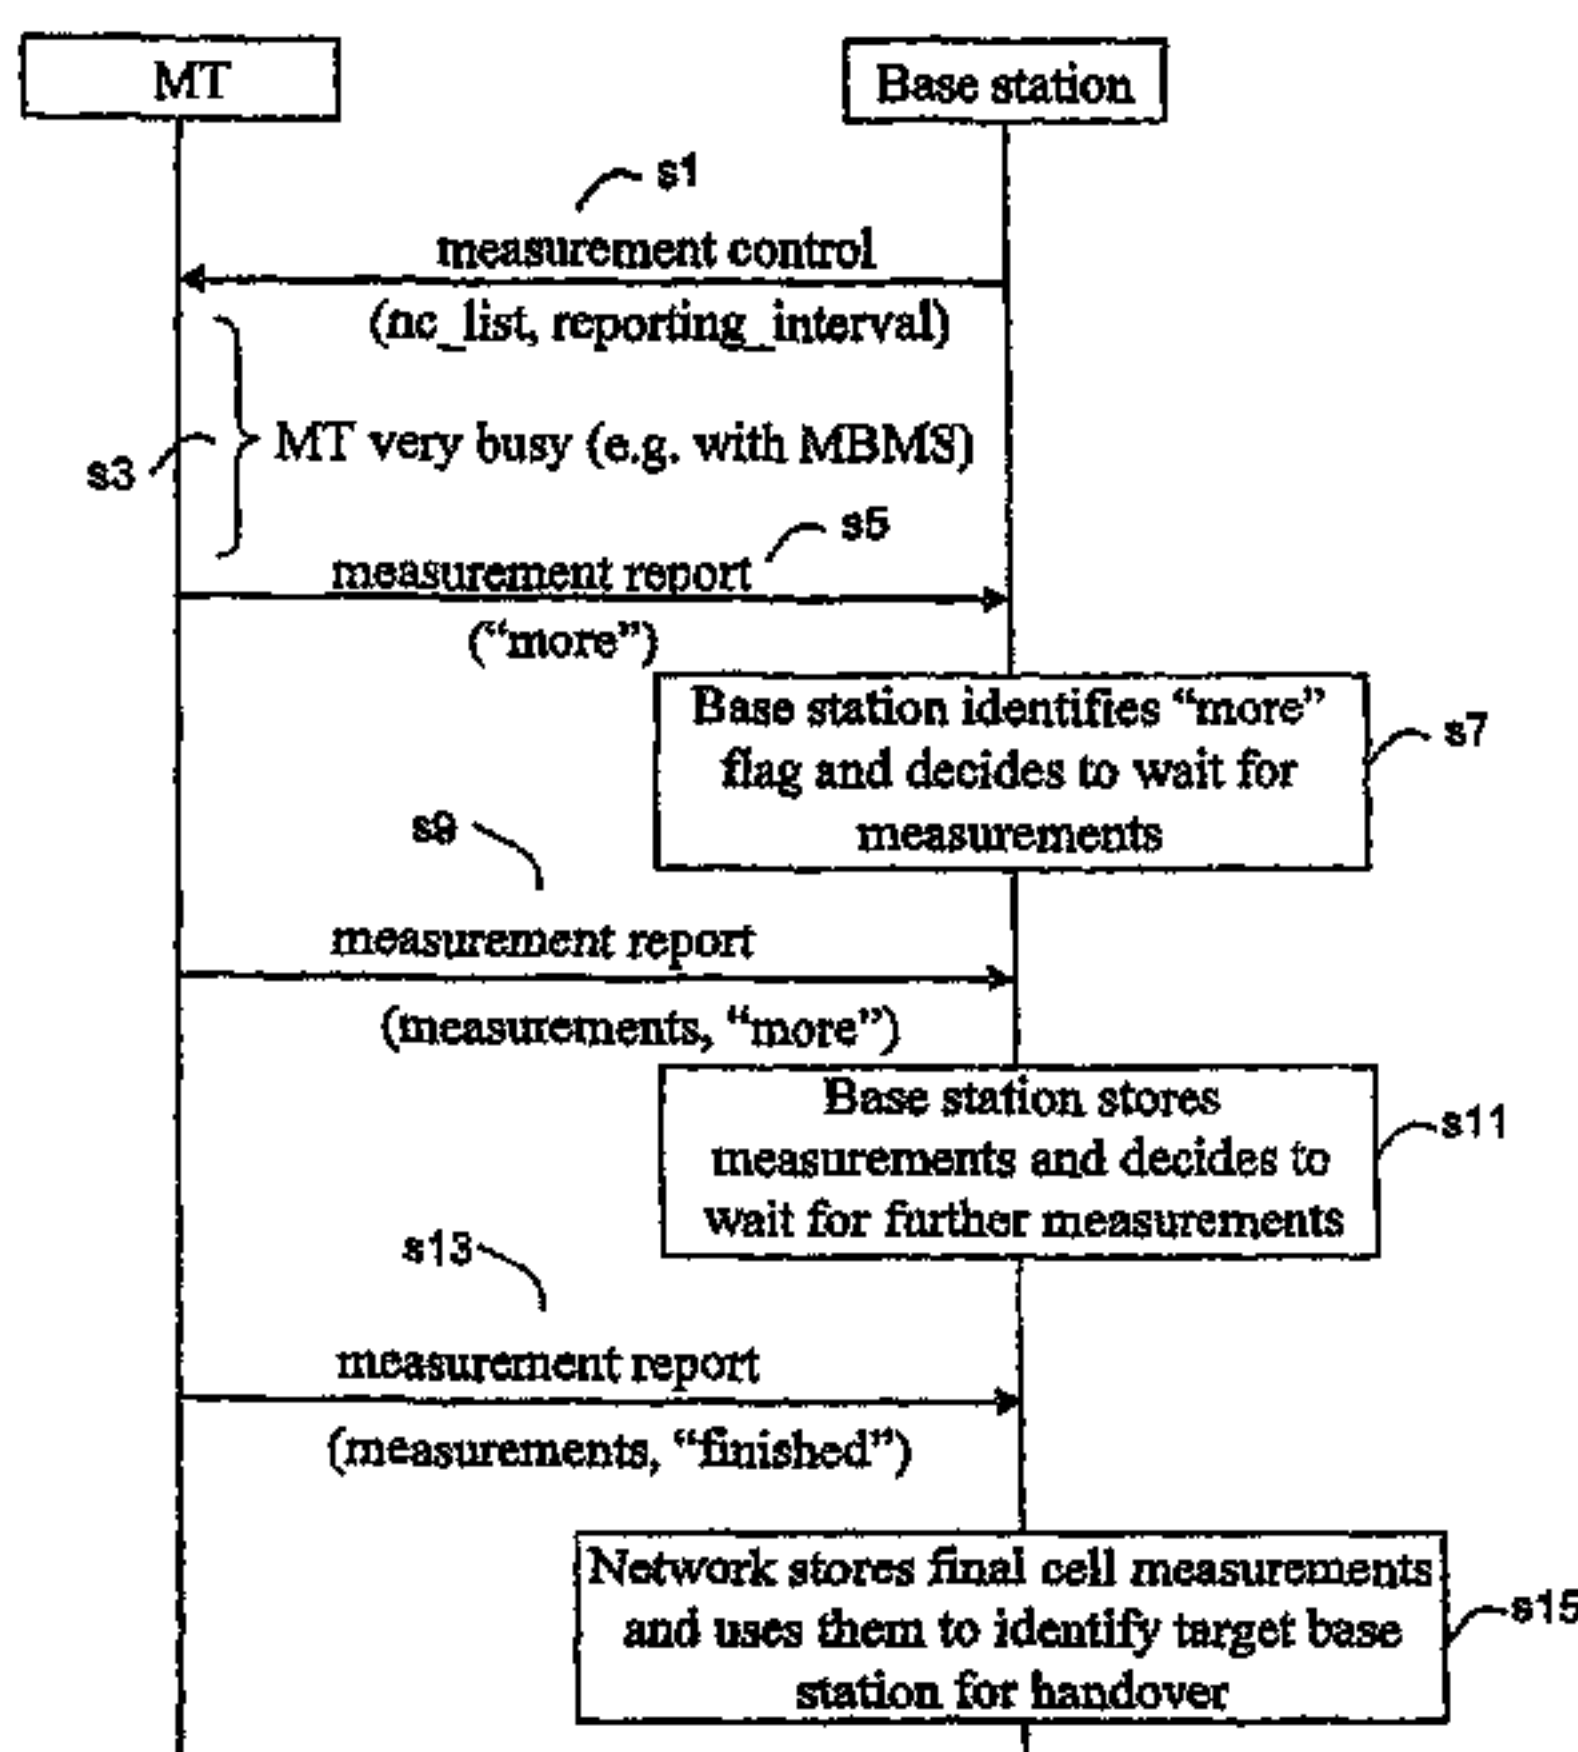 MT
Base station
s1
measurement control
(nc_list, reporting_interval)
s3
MT very busy (e.g. with MBMS)
s5
measurement report
(“more”)
Base station identifies “more”
flag and decides to wait for
measurements
s7
s9
measurement report
(measurements, “more”)
Base station stores
measurements and decides to
wait for further measurements
s11
s13
measurement report
(measurements, “finished”)
Network stores final cell measurements
and uses them to identify target base
station for handover
s15